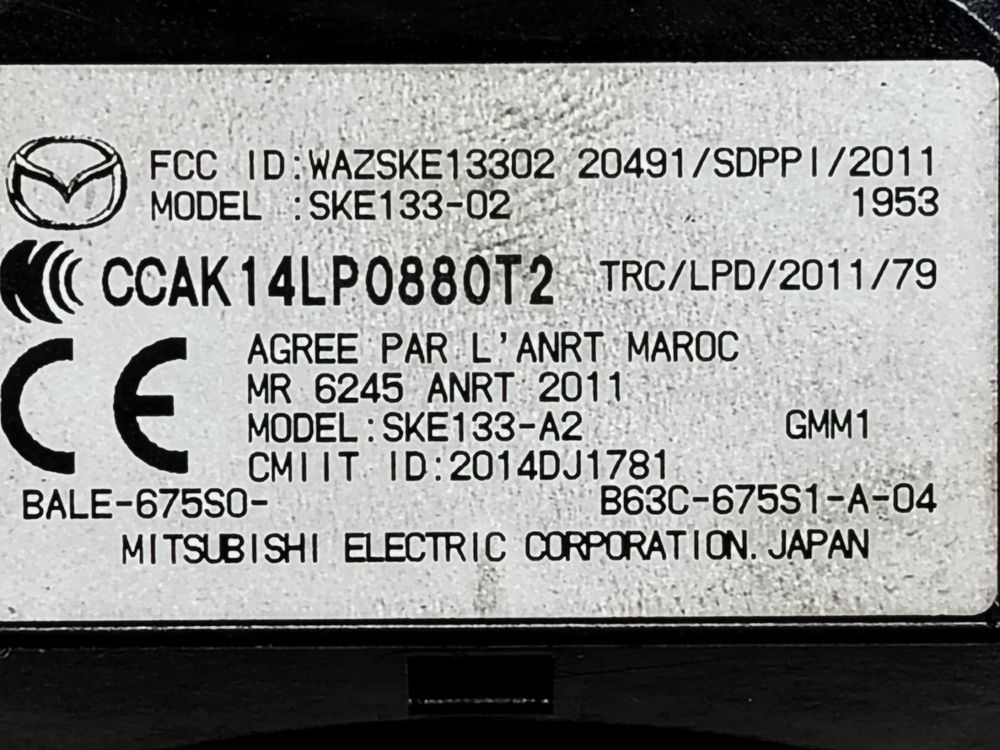 FCC ID:WAZSKE13302 20491/SDPPI/2011
MODEL :SKE133-02 1953
CCAK14LP0880T2 TRC/LPD/2011/79
CE AGREE PAR L'ANRT MAROC
MR 6245 ANRT 2011
MODEL:SKE133-A2 GMM1
CMIIT ID:2014DJ1781
BALE-675S0- B63C-675S1-A-04
MITSUBISHI ELECTRIC CORPORATION. JAPAN